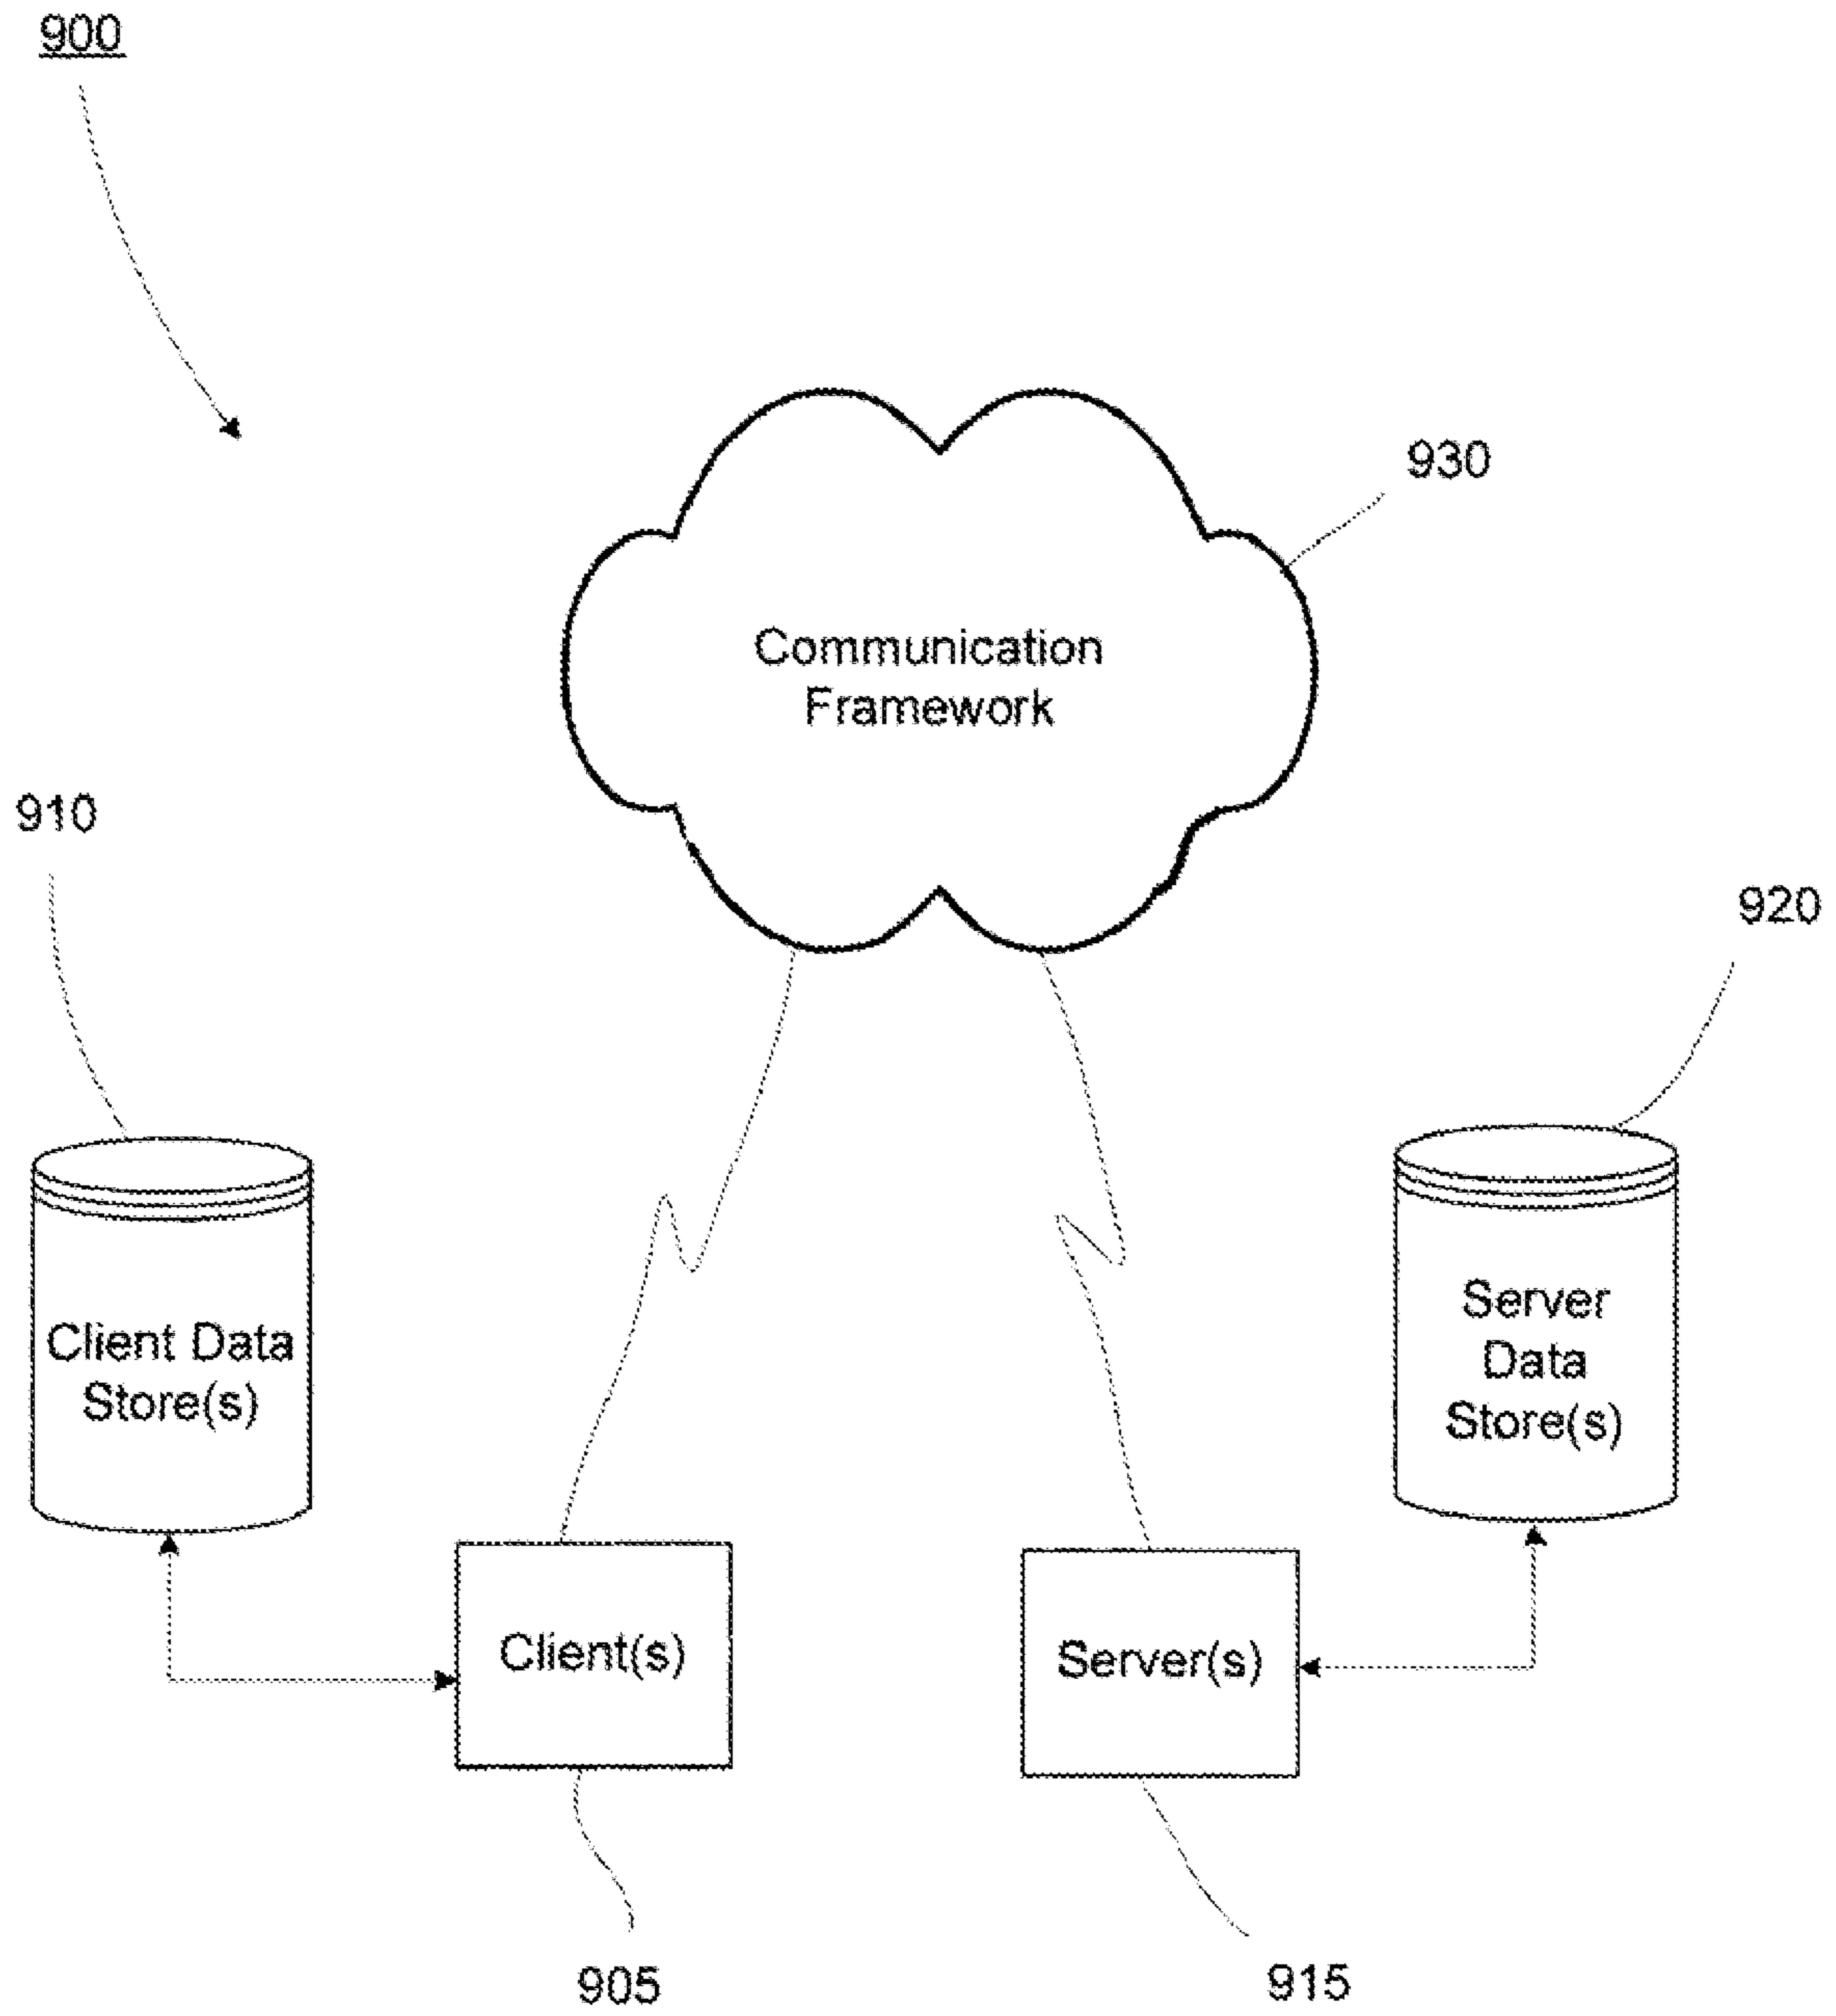 900
930
Communication
Framework
910
920
Client Data
Store(s)
Server
Data
Store(s)
Client(s)
Server(s)
905
915